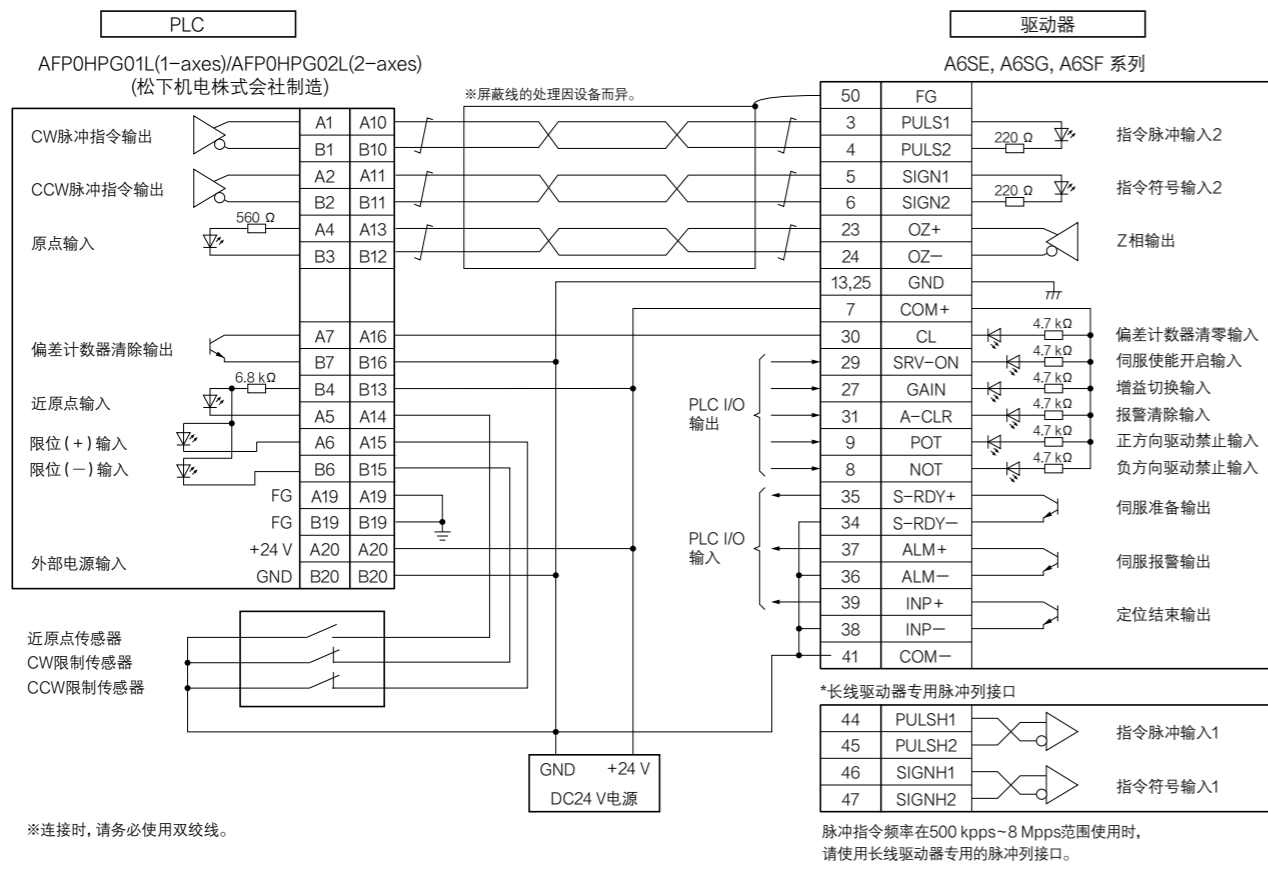 PLC
驱动器
AFP0HPG01L(1-axes)/AFP0HPG02L(2-axes)
(松下机电株式会社制造)
A6SE, A6SG, A6SF 系列
※屏蔽线的处理因设备而异。
CW脉冲指令输出
A1 A10
B1 B10
CCW脉冲指令输出
A2 A11
B2 B11
560 Ω
原点输入
A4 A13
B3 B12
偏差计数器清除输出
A7 A16
B7 B16
6.8 kΩ
近原点输入
B4 B13
A5 A14
限位(+)输入
A6 A15
限位(－)输入
B6 B15
FG A19 A19
FG B19 B19
外部电源输入
+24 V A20 A20
GND B20 B20
50 FG
3 PULS1
4 PULS2
220 Ω
指令脉冲输入2
5 SIGN1
6 SIGN2
220 Ω
指令符号输入2
23 OZ+
24 OZ－
Z相输出
13,25 GND
7 COM+
30 CL 4.7 kΩ 偏差计数器清零输入
29 SRV-ON 4.7 kΩ 伺服使能开启输入
27 GAIN 4.7 kΩ 增益切换输入
31 A-CLR 4.7 kΩ 报警清除输入
9 POT 4.7 kΩ 正方向驱动禁止输入
8 NOT 4.7 kΩ 负方向驱动禁止输入
PLC I/O
输出
35 S-RDY+
34 S-RDY－
伺服准备输出
37 ALM+
36 ALM－
伺服报警输出
39 INP+
38 INP－
定位结束输出
41 COM－
PLC I/O
输入
近原点传感器
CW限制传感器
CCW限制传感器
GND +24 V
DC24 V电源
*长线驱动器专用脉冲列接口
44 PULSH1
45 PULSH2
指令脉冲输入1
46 SIGNH1
47 SIGNH2
指令符号输入1
※连接时, 请务必使用双绞线。
脉冲指令频率在500 kpps~8 Mpps范围使用时,
请使用长线驱动器专用的脉冲列接口。